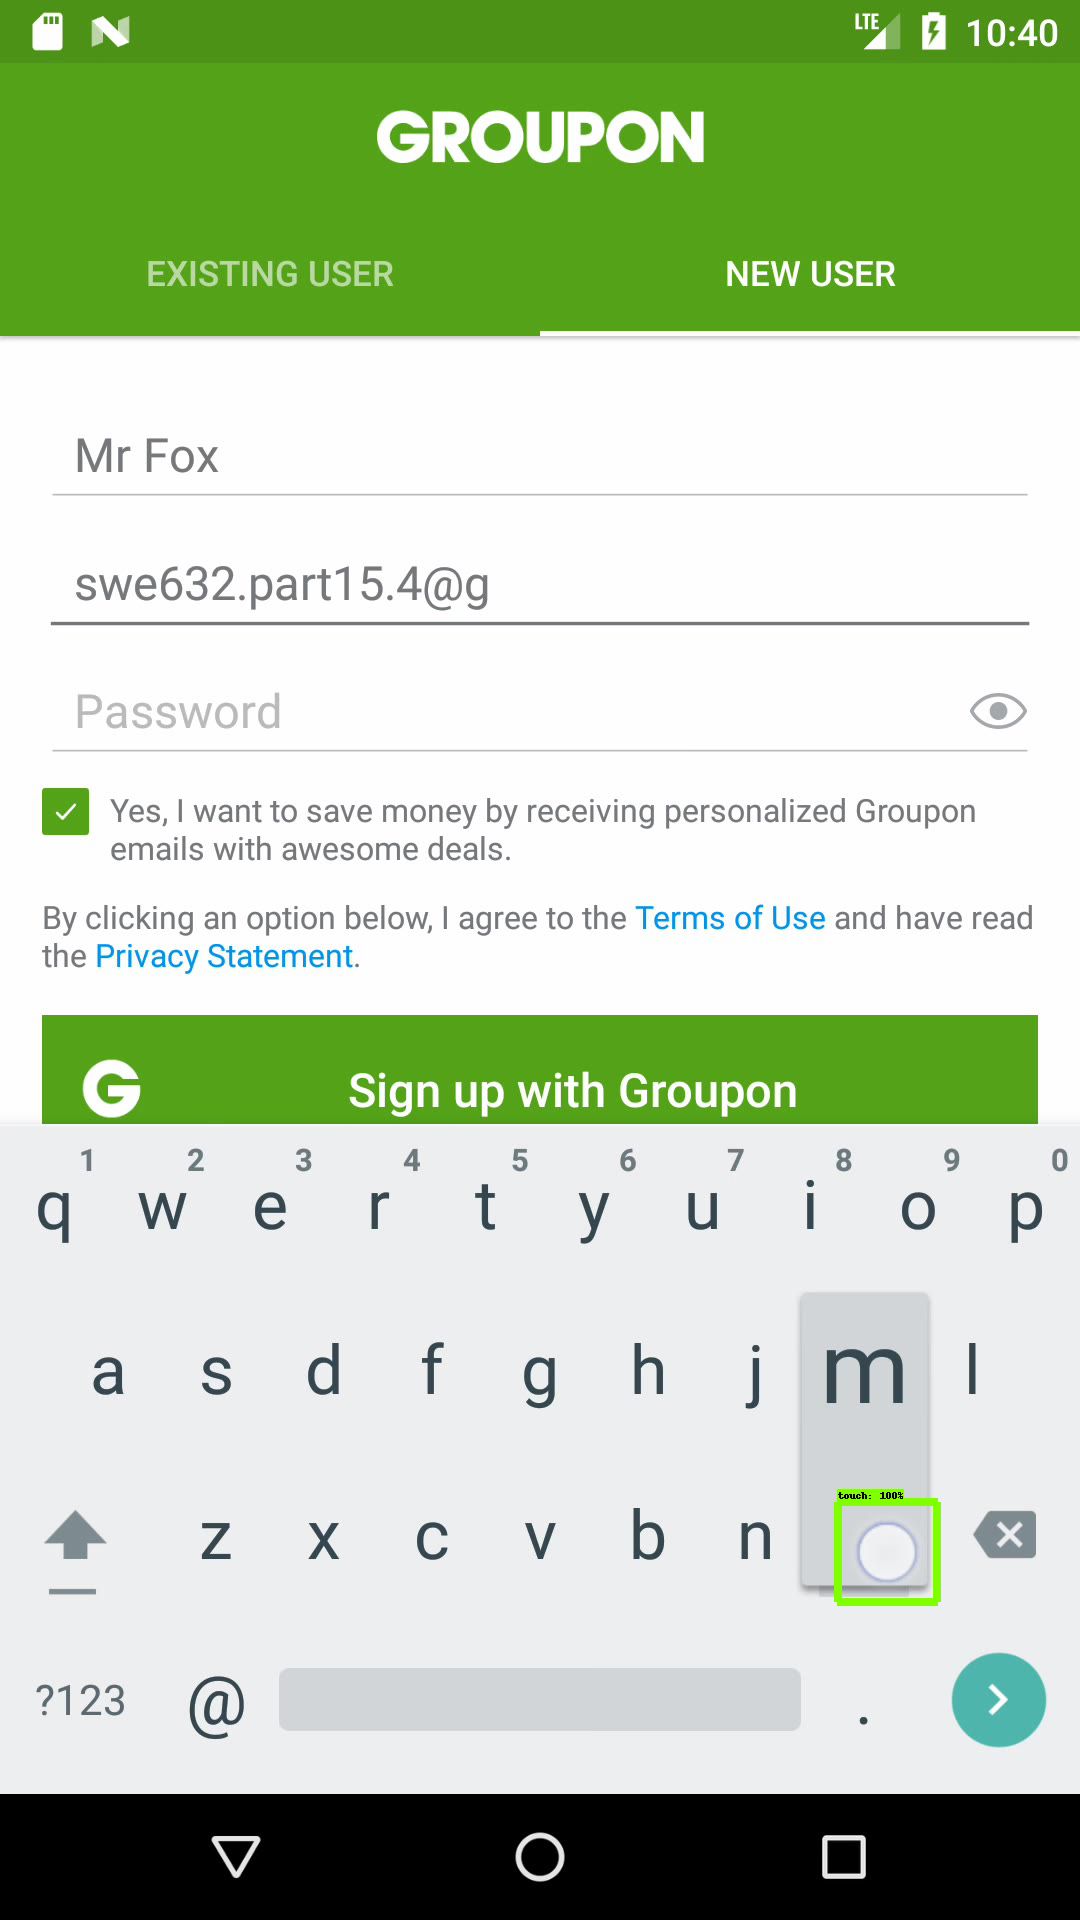 LTE 10:40
GROUPON
EXISTING USER NEW USER
Mr Fox
swe632.part15.4@g
Password
Yes, I want to save money by receiving personalized Groupon
emails with awesome deals.
By clicking an option below, I agree to the Terms of Use and have read
the Privacy Statement.
G Sign up with Groupon
1 2 3 4 5 6 7 8 9 0
q w e r t y u i o p
a s d f g h j m l
touch: 100%
z x c v b n
?123 @ .